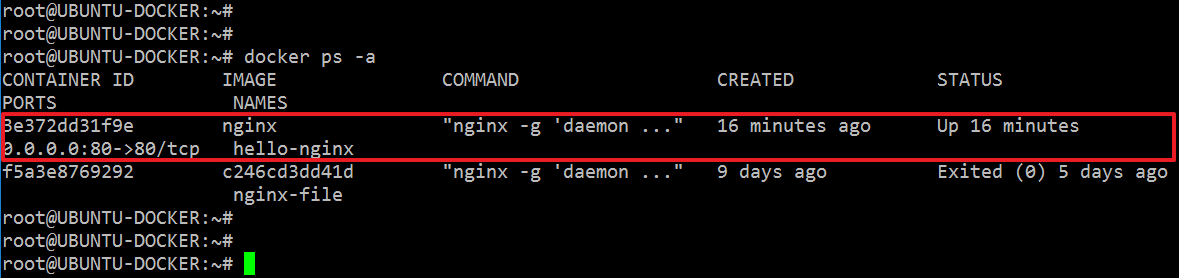 root@UBUNTU-DOCKER:~#
root@UBUNTU-DOCKER:~#
root@UBUNTU-DOCKER:~# docker ps -a
CONTAINER ID        IMAGE               COMMAND                  CREATED             STATUS
PORTS                NAMES
3e372dd31f9e        nginx               "nginx -g 'daemon ..."   16 minutes ago      Up 16 minutes
0.0.0.0:80->80/tcp   hello-nginx
f5a3e8769292        c246cd3dd41d        "nginx -g 'daemon ..."   9 days ago          Exited (0) 5 days ago
                     nginx-file
root@UBUNTU-DOCKER:~#
root@UBUNTU-DOCKER:~#
root@UBUNTU-DOCKER:~#